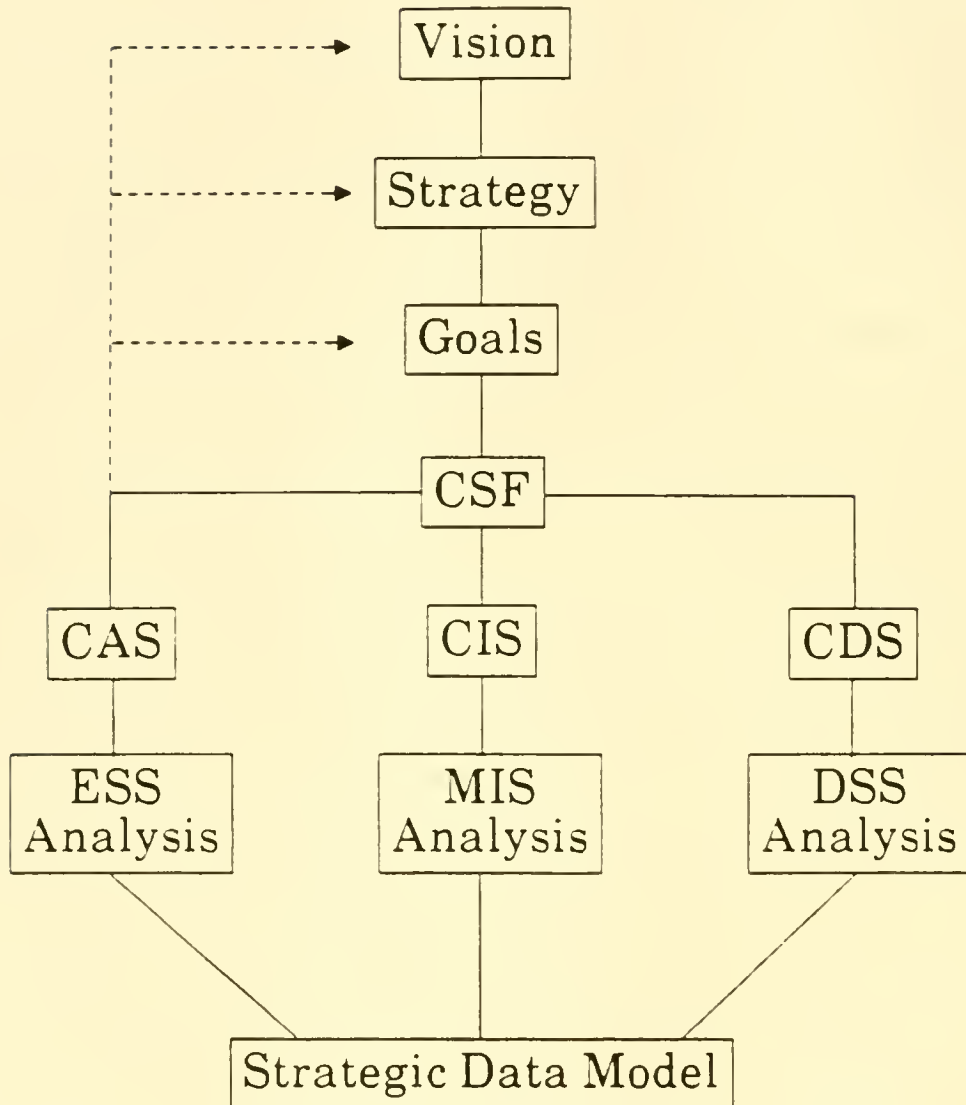 Vision
Strategy
Goals
CSF
CAS
CIS
CDS
ESS
Analysis
MIS
Analysis
DSS
Analysis
Strategic Data Model